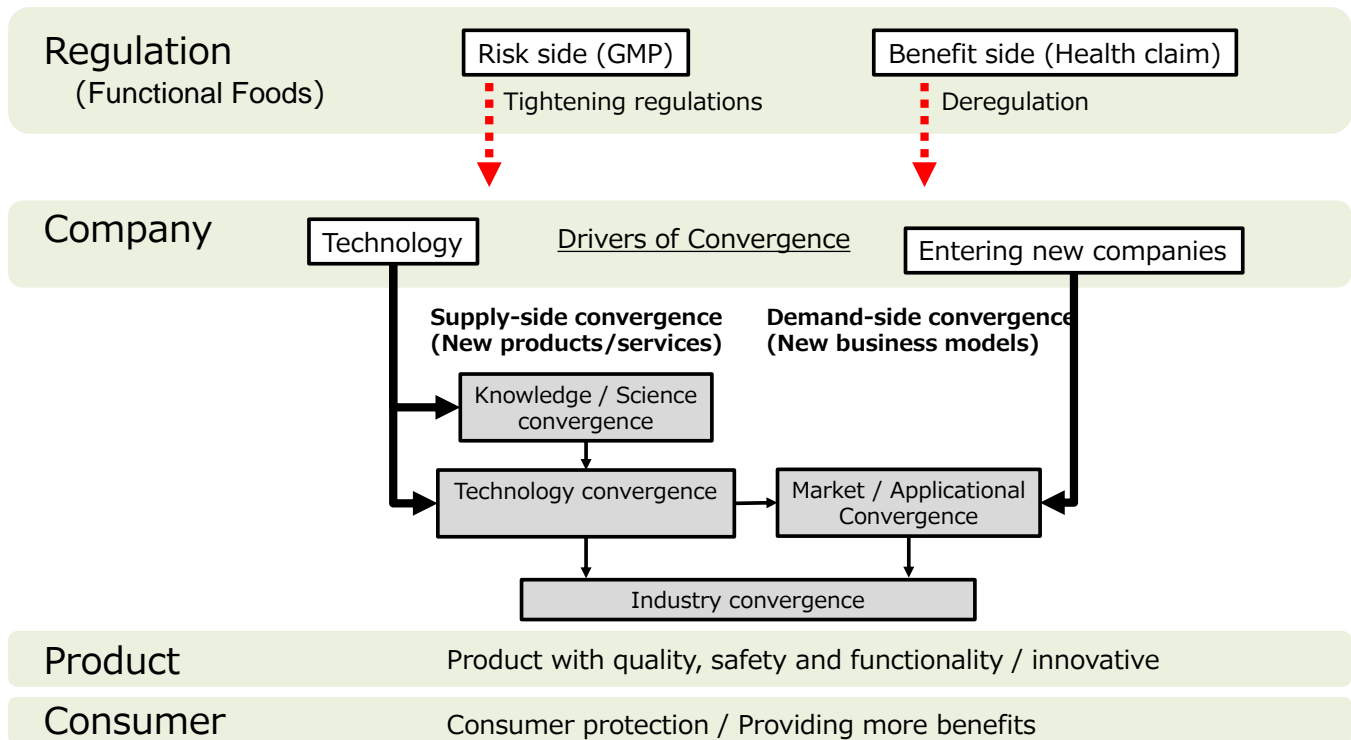 Regulation
(Functional Foods)
Risk side (GMP)
Benefit side (Health claim)
Tightening regulations
Deregulation
Company
Technology
Drivers of Convergence
Entering new companies
Supply-side convergence
(New products/services)
Demand-side convergence
(New business models)
Knowledge / Science
convergence
Technology convergence
Market / Applicational
Convergence
Industry convergence
Product
Product with quality, safety and functionality / innovative
Consumer
Consumer protection / Providing more benefits